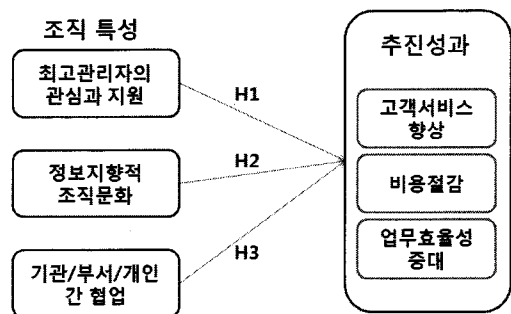 조직 특성
최고관리자의
관심과 지원
정보지향적
조직문화
기관/부서/개인
간 협업
H1
H2
H3
추진성과
고객서비스
향상
비용절감
업무효율성
증대